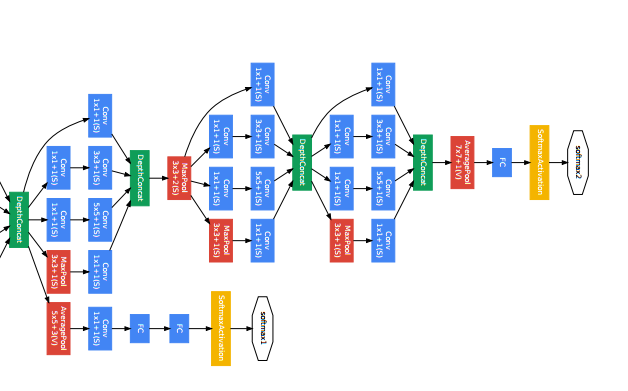 DepthConcat
Conv
1x1+1(S)
Conv
1x1+1(S)
Conv
1x1+1(S)
MaxPool
3x3+1(S)
AveragePool
5x5+3(V)
Conv
3x3+1(S)
Conv
5x5+1(S)
Conv
1x1+1(S)
Conv
1x1+1(S)
DepthConcat
FC
FC
SoftmaxActivation
softmax1
MaxPool
3x3+2(S)
Conv
1x1+1(S)
Conv
1x1+1(S)
Conv
1x1+1(S)
MaxPool
3x3+1(S)
Conv
3x3+1(S)
Conv
5x5+1(S)
Conv
1x1+1(S)
DepthConcat
Conv
1x1+1(S)
Conv
1x1+1(S)
Conv
1x1+1(S)
MaxPool
3x3+1(S)
Conv
3x3+1(S)
Conv
5x5+1(S)
Conv
1x1+1(S)
DepthConcat
AveragePool
7x7+1(V)
FC
SoftmaxActivation
softmax2